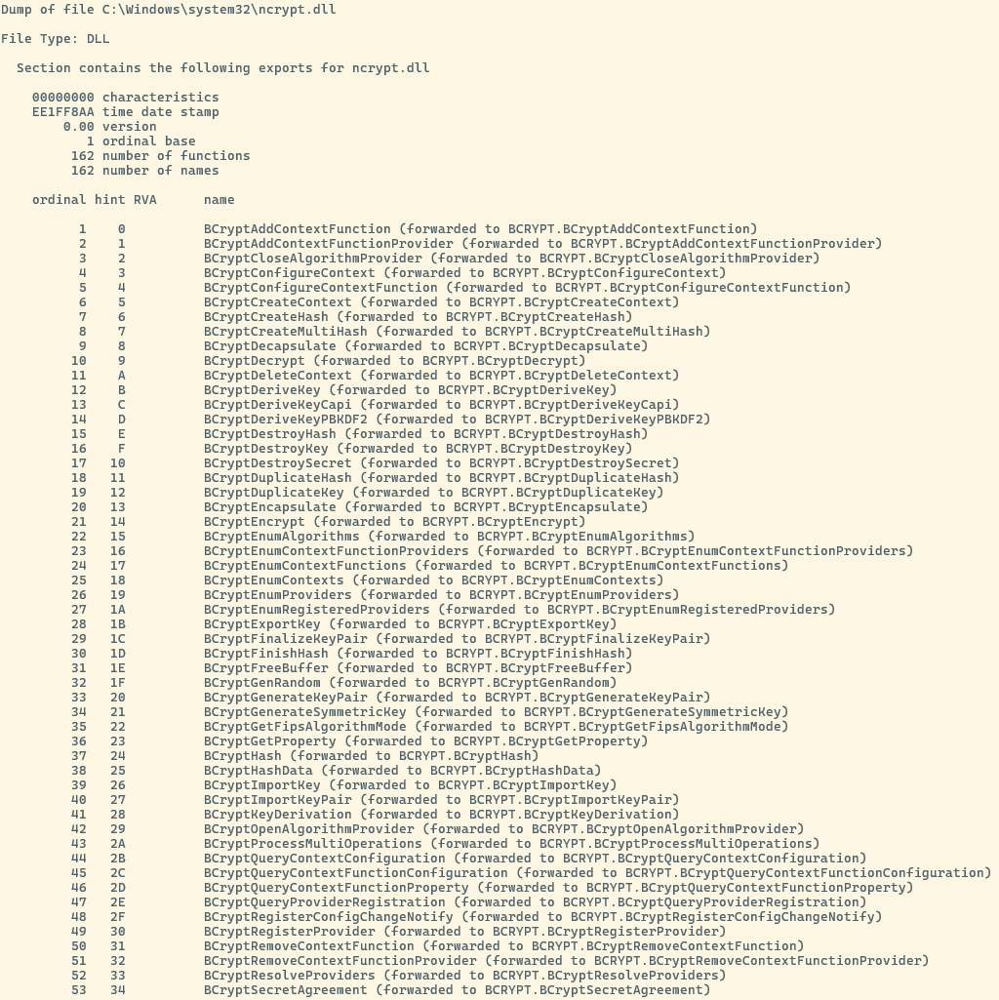 Dump of file C:\Windows\system32\ncrypt.dll

File Type: DLL

  Section contains the following exports for ncrypt.dll

    00000000 characteristics
    EE1FF8AA time date stamp
        0.00 version
           1 ordinal base
         162 number of functions
         162 number of names

    ordinal hint RVA      name

          1    0          BCryptAddContextFunction (forwarded to BCRYPT.BCryptAddContextFunction)
          2    1          BCryptAddContextFunctionProvider (forwarded to BCRYPT.BCryptAddContextFunctionProvider)
          3    2          BCryptCloseAlgorithmProvider (forwarded to BCRYPT.BCryptCloseAlgorithmProvider)
          4    3          BCryptConfigureContext (forwarded to BCRYPT.BCryptConfigureContext)
          5    4          BCryptConfigureContextFunction (forwarded to BCRYPT.BCryptConfigureContextFunction)
          6    5          BCryptCreateContext (forwarded to BCRYPT.BCryptCreateContext)
          7    6          BCryptCreateHash (forwarded to BCRYPT.BCryptCreateHash)
          8    7          BCryptCreateMultiHash (forwarded to BCRYPT.BCryptCreateMultiHash)
          9    8          BCryptDecapsulate (forwarded to BCRYPT.BCryptDecapsulate)
         10    9          BCryptDecrypt (forwarded to BCRYPT.BCryptDecrypt)
         11    A          BCryptDeleteContext (forwarded to BCRYPT.BCryptDeleteContext)
         12    B          BCryptDeriveKey (forwarded to BCRYPT.BCryptDeriveKey)
         13    C          BCryptDeriveKeyCapi (forwarded to BCRYPT.BCryptDeriveKeyCapi)
         14    D          BCryptDeriveKeyPBKDF2 (forwarded to BCRYPT.BCryptDeriveKeyPBKDF2)
         15    E          BCryptDestroyHash (forwarded to BCRYPT.BCryptDestroyHash)
         16    F          BCryptDestroyKey (forwarded to BCRYPT.BCryptDestroyKey)
         17   10          BCryptDestroySecret (forwarded to BCRYPT.BCryptDestroySecret)
         18   11          BCryptDuplicateHash (forwarded to BCRYPT.BCryptDuplicateHash)
         19   12          BCryptDuplicateKey (forwarded to BCRYPT.BCryptDuplicateKey)
         20   13          BCryptEncapsulate (forwarded to BCRYPT.BCryptEncapsulate)
         21   14          BCryptEncrypt (forwarded to BCRYPT.BCryptEncrypt)
         22   15          BCryptEnumAlgorithms (forwarded to BCRYPT.BCryptEnumAlgorithms)
         23   16          BCryptEnumContextFunctionProviders (forwarded to BCRYPT.BCryptEnumContextFunctionProviders)
         24   17          BCryptEnumContextFunctions (forwarded to BCRYPT.BCryptEnumContextFunctions)
         25   18          BCryptEnumContexts (forwarded to BCRYPT.BCryptEnumContexts)
         26   19          BCryptEnumProviders (forwarded to BCRYPT.BCryptEnumProviders)
         27   1A          BCryptEnumRegisteredProviders (forwarded to BCRYPT.BCryptEnumRegisteredProviders)
         28   1B          BCryptExportKey (forwarded to BCRYPT.BCryptExportKey)
         29   1C          BCryptFinalizeKeyPair (forwarded to BCRYPT.BCryptFinalizeKeyPair)
         30   1D          BCryptFinishHash (forwarded to BCRYPT.BCryptFinishHash)
         31   1E          BCryptFreeBuffer (forwarded to BCRYPT.BCryptFreeBuffer)
         32   1F          BCryptGenRandom (forwarded to BCRYPT.BCryptGenRandom)
         33   20          BCryptGenerateKeyPair (forwarded to BCRYPT.BCryptGenerateKeyPair)
         34   21          BCryptGenerateSymmetricKey (forwarded to BCRYPT.BCryptGenerateSymmetricKey)
         35   22          BCryptGetFipsAlgorithmMode (forwarded to BCRYPT.BCryptGetFipsAlgorithmMode)
         36   23          BCryptGetProperty (forwarded to BCRYPT.BCryptGetProperty)
         37   24          BCryptHash (forwarded to BCRYPT.BCryptHash)
         38   25          BCryptHashData (forwarded to BCRYPT.BCryptHashData)
         39   26          BCryptImportKey (forwarded to BCRYPT.BCryptImportKey)
         40   27          BCryptImportKeyPair (forwarded to BCRYPT.BCryptImportKeyPair)
         41   28          BCryptKeyDerivation (forwarded to BCRYPT.BCryptKeyDerivation)
         42   29          BCryptOpenAlgorithmProvider (forwarded to BCRYPT.BCryptOpenAlgorithmProvider)
         43   2A          BCryptProcessMultiOperations (forwarded to BCRYPT.BCryptProcessMultiOperations)
         44   2B          BCryptQueryContextConfiguration (forwarded to BCRYPT.BCryptQueryContextConfiguration)
         45   2C          BCryptQueryContextFunctionConfiguration (forwarded to BCRYPT.BCryptQueryContextFunctionConfiguration)
         46   2D          BCryptQueryContextFunctionProperty (forwarded to BCRYPT.BCryptQueryContextFunctionProperty)
         47   2E          BCryptQueryProviderRegistration (forwarded to BCRYPT.BCryptQueryProviderRegistration)
         48   2F          BCryptRegisterConfigChangeNotify (forwarded to BCRYPT.BCryptRegisterConfigChangeNotify)
         49   30          BCryptRegisterProvider (forwarded to BCRYPT.BCryptRegisterProvider)
         50   31          BCryptRemoveContextFunction (forwarded to BCRYPT.BCryptRemoveContextFunction)
         51   32          BCryptRemoveContextFunctionProvider (forwarded to BCRYPT.BCryptRemoveContextFunctionProvider)
         52   33          BCryptResolveProviders (forwarded to BCRYPT.BCryptResolveProviders)
         53   34          BCryptSecretAgreement (forwarded to BCRYPT.BCryptSecretAgreement)